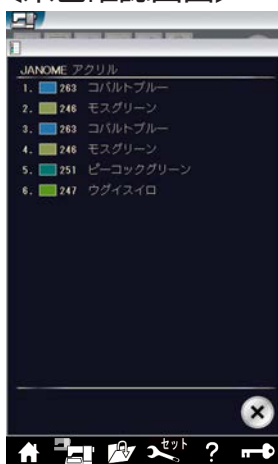 JANOME アクリル
1. 263 コバルトブルー
2. 246 モスグリーン
3. 263 コバルトブルー
4. 246 モスグリーン
5. 251 ピーコックグリーン
6. 247 ウグイスイロ
セット
?